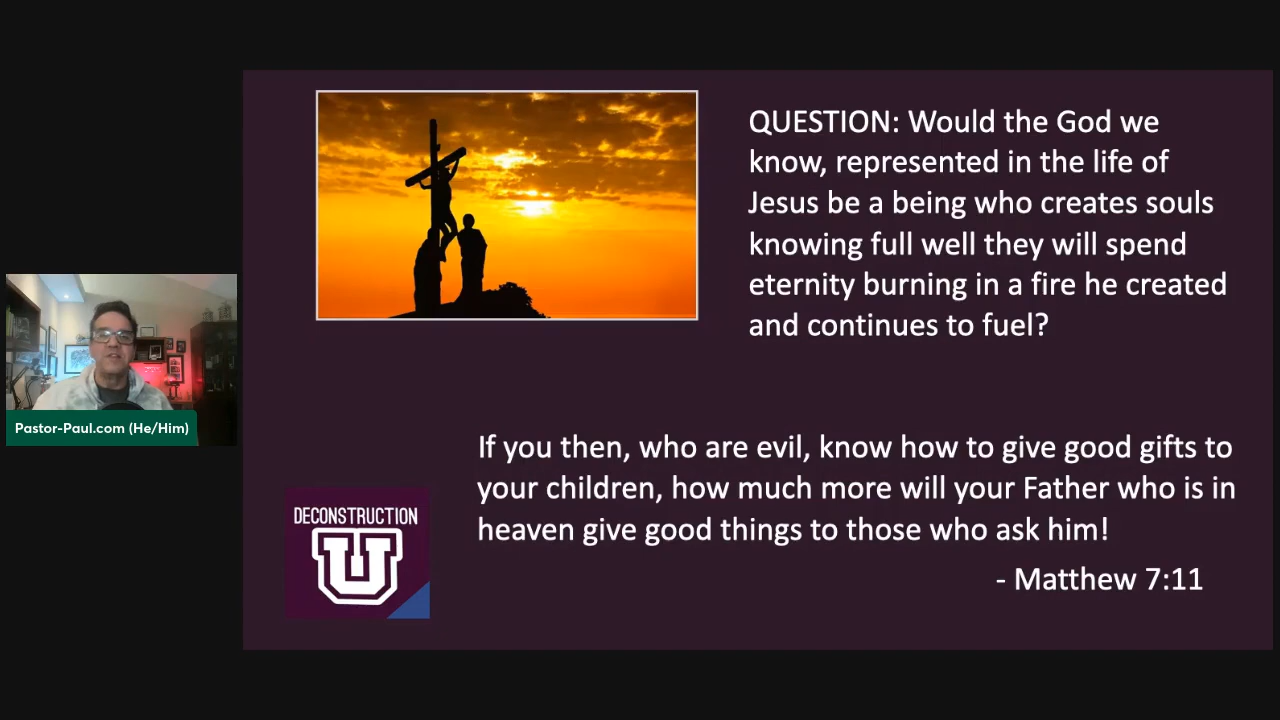 QUESTION: Would the God we
know, represented in the life of
Jesus be a being who creates souls
knowing full well they will spend
eternity burning in a fire he created
and continues to fuel?
Pastor-Paul.com (He/Him)
If you then, who are evil, know how to give good gifts to
your children, how much more will your Father who is in
heaven give good things to those who ask him!
- Matthew 7:11
DECONSTRUCTION
U